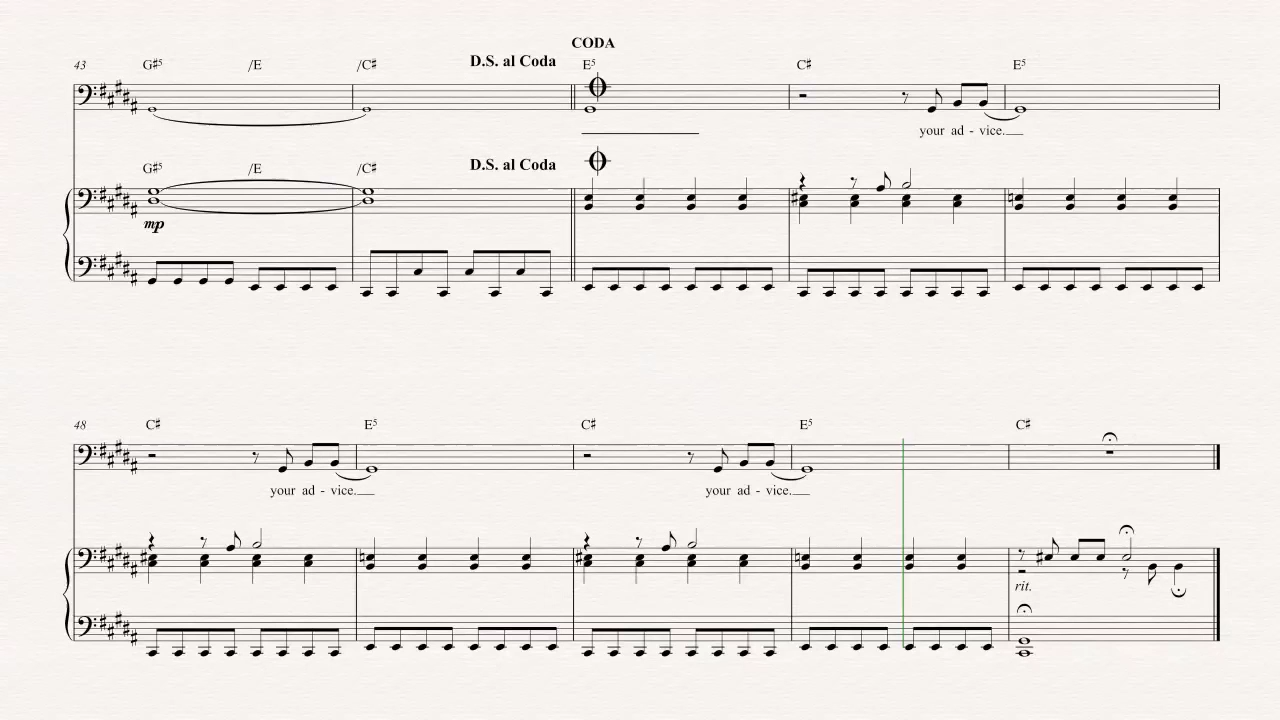 CODA
43 G♯5 /E /C♯ D.S. al Coda E5 C♯ E5
your ad - vice.
G♯5 /E /C♯ D.S. al Coda
mp
48 C♯ E5 C♯ E5 C♯
your ad - vice. your ad - vice.
rit.